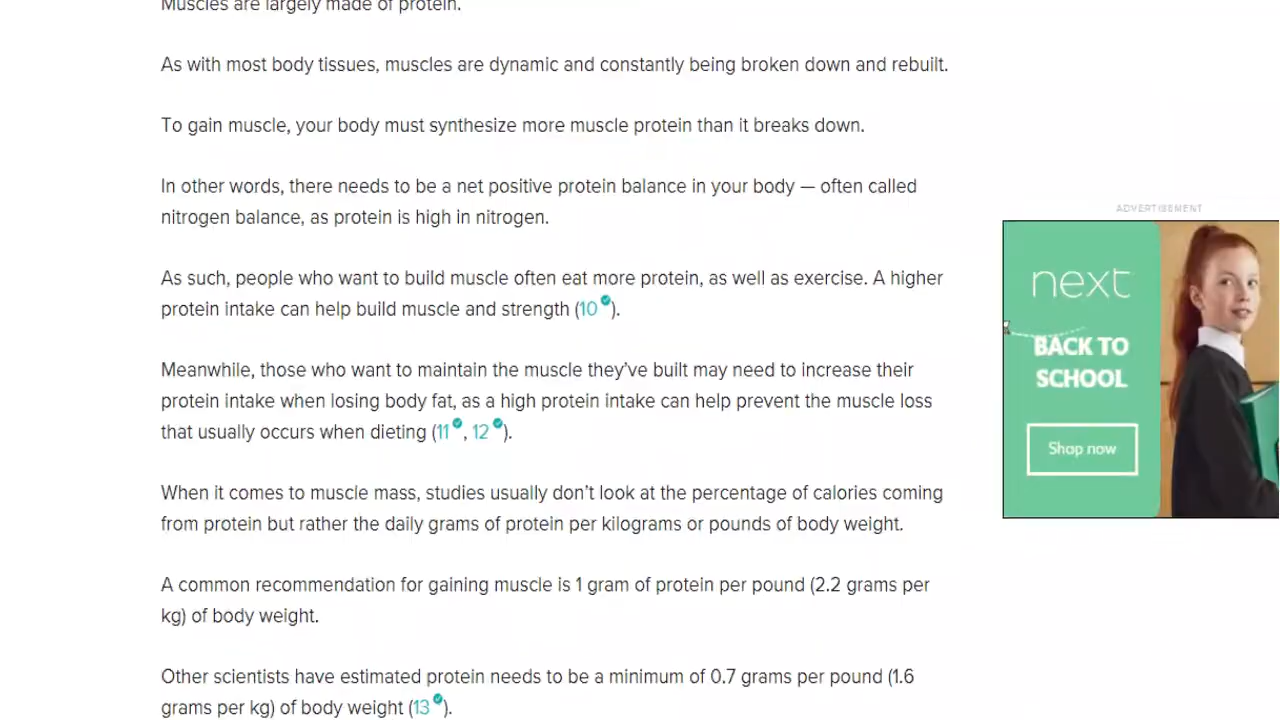 Muscles are largely made of protein.
As with most body tissues, muscles are dynamic and constantly being broken down and rebuilt.
To gain muscle, your body must synthesize more muscle protein than it breaks down.
In other words, there needs to be a net positive protein balance in your body — often called
nitrogen balance, as protein is high in nitrogen.
As such, people who want to build muscle often eat more protein, as well as exercise. A higher
protein intake can help build muscle and strength (10).
Meanwhile, those who want to maintain the muscle they've built may need to increase their
protein intake when losing body fat, as a high protein intake can help prevent the muscle loss
that usually occurs when dieting (11, 12).
When it comes to muscle mass, studies usually don't look at the percentage of calories coming
from protein but rather the daily grams of protein per kilograms or pounds of body weight.
A common recommendation for gaining muscle is 1 gram of protein per pound (2.2 grams per
kg) of body weight.
Other scientists have estimated protein needs to be a minimum of 0.7 grams per pound (1.6
grams per kg) of body weight (13).
ADVERTISEMENT
next
BACK TO
SCHOOL
Shop now